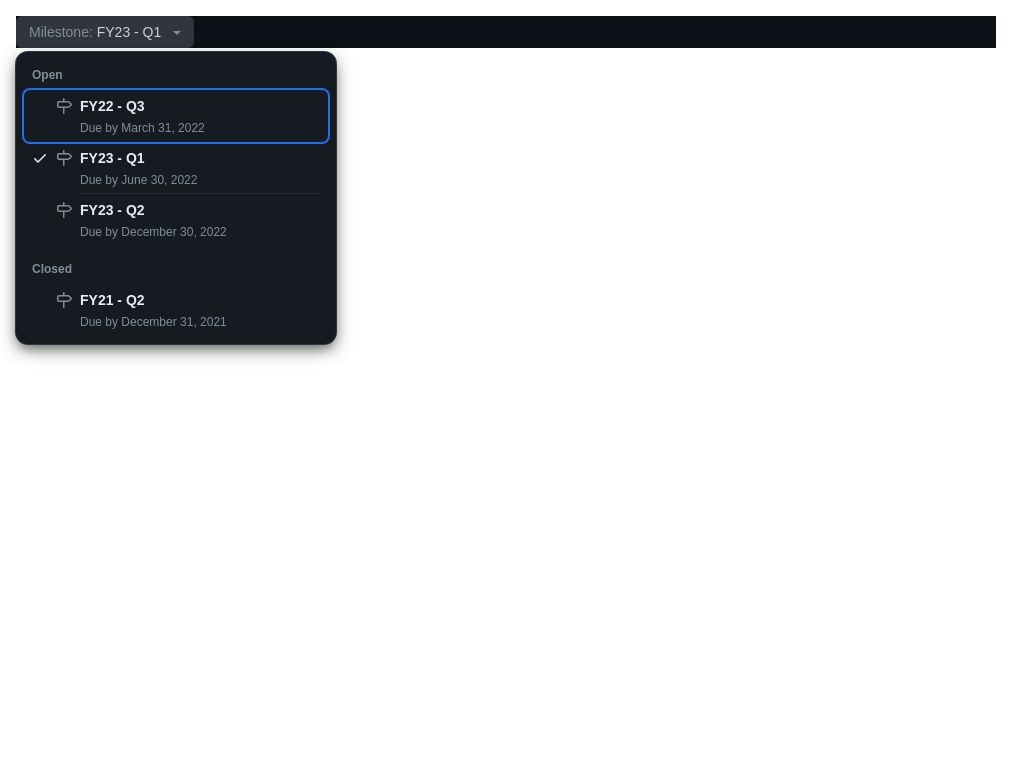 Milestone: FY23 - Q1
Open
FY22 - Q3
Due by March 31, 2022
FY23 - Q1
Due by June 30, 2022
FY23 - Q2
Due by December 30, 2022
Closed
FY21 - Q2
Due by December 31, 2021